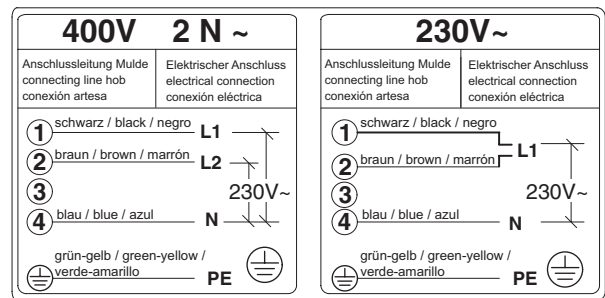 400V 2 N ~
Anschlussleitung Mulde
connecting line hob
conexión artesa
Elektrischer Anschluss
electrical connection
conexión eléctrica
1 schwarz / black / negro L1
2 braun / brown / marrón L2
3
230V~
4 blau / blue / azul N
grün-gelb / green-yellow /
verde-amarillo PE
230V~
Anschlussleitung Mulde
connecting line hob
conexión artesa
Elektrischer Anschluss
electrical connection
conexión eléctrica
1 schwarz / black / negro
L1
2 braun / brown / marrón
3
230V~
4 blau / blue / azul N
grün-gelb / green-yellow /
verde-amarillo PE